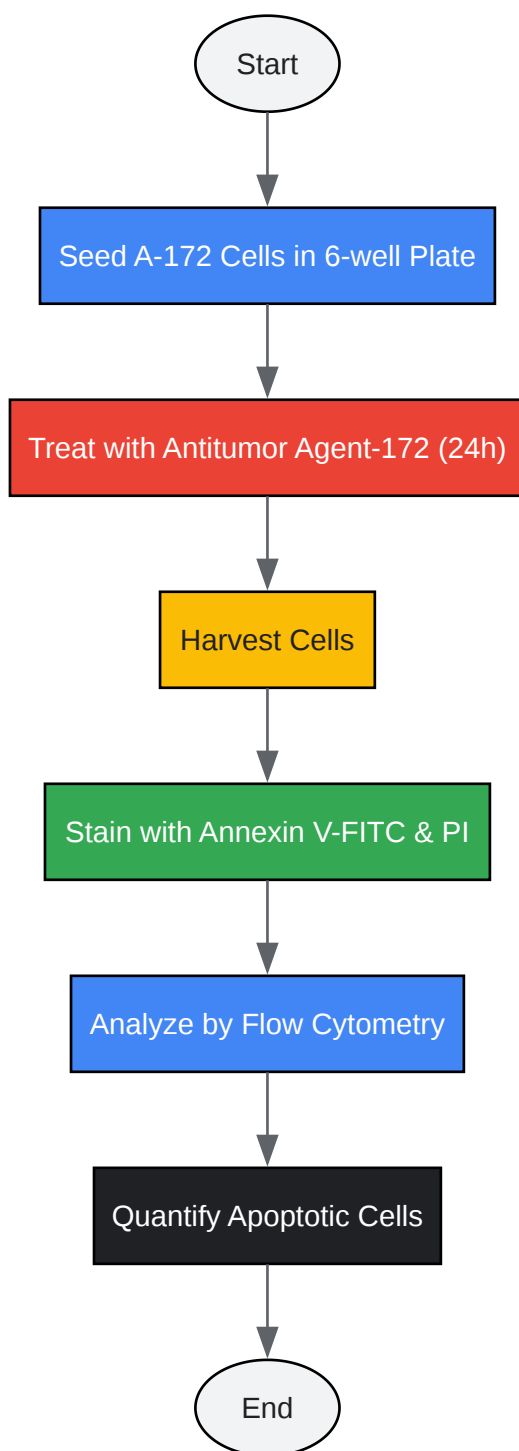 Start
Seed A-172 Cells in 6-well Plate
Treat with Antitumor Agent-172 (24h)
Harvest Cells
Stain with Annexin V-FITC & PI
Analyze by Flow Cytometry
Quantify Apoptotic Cells
End